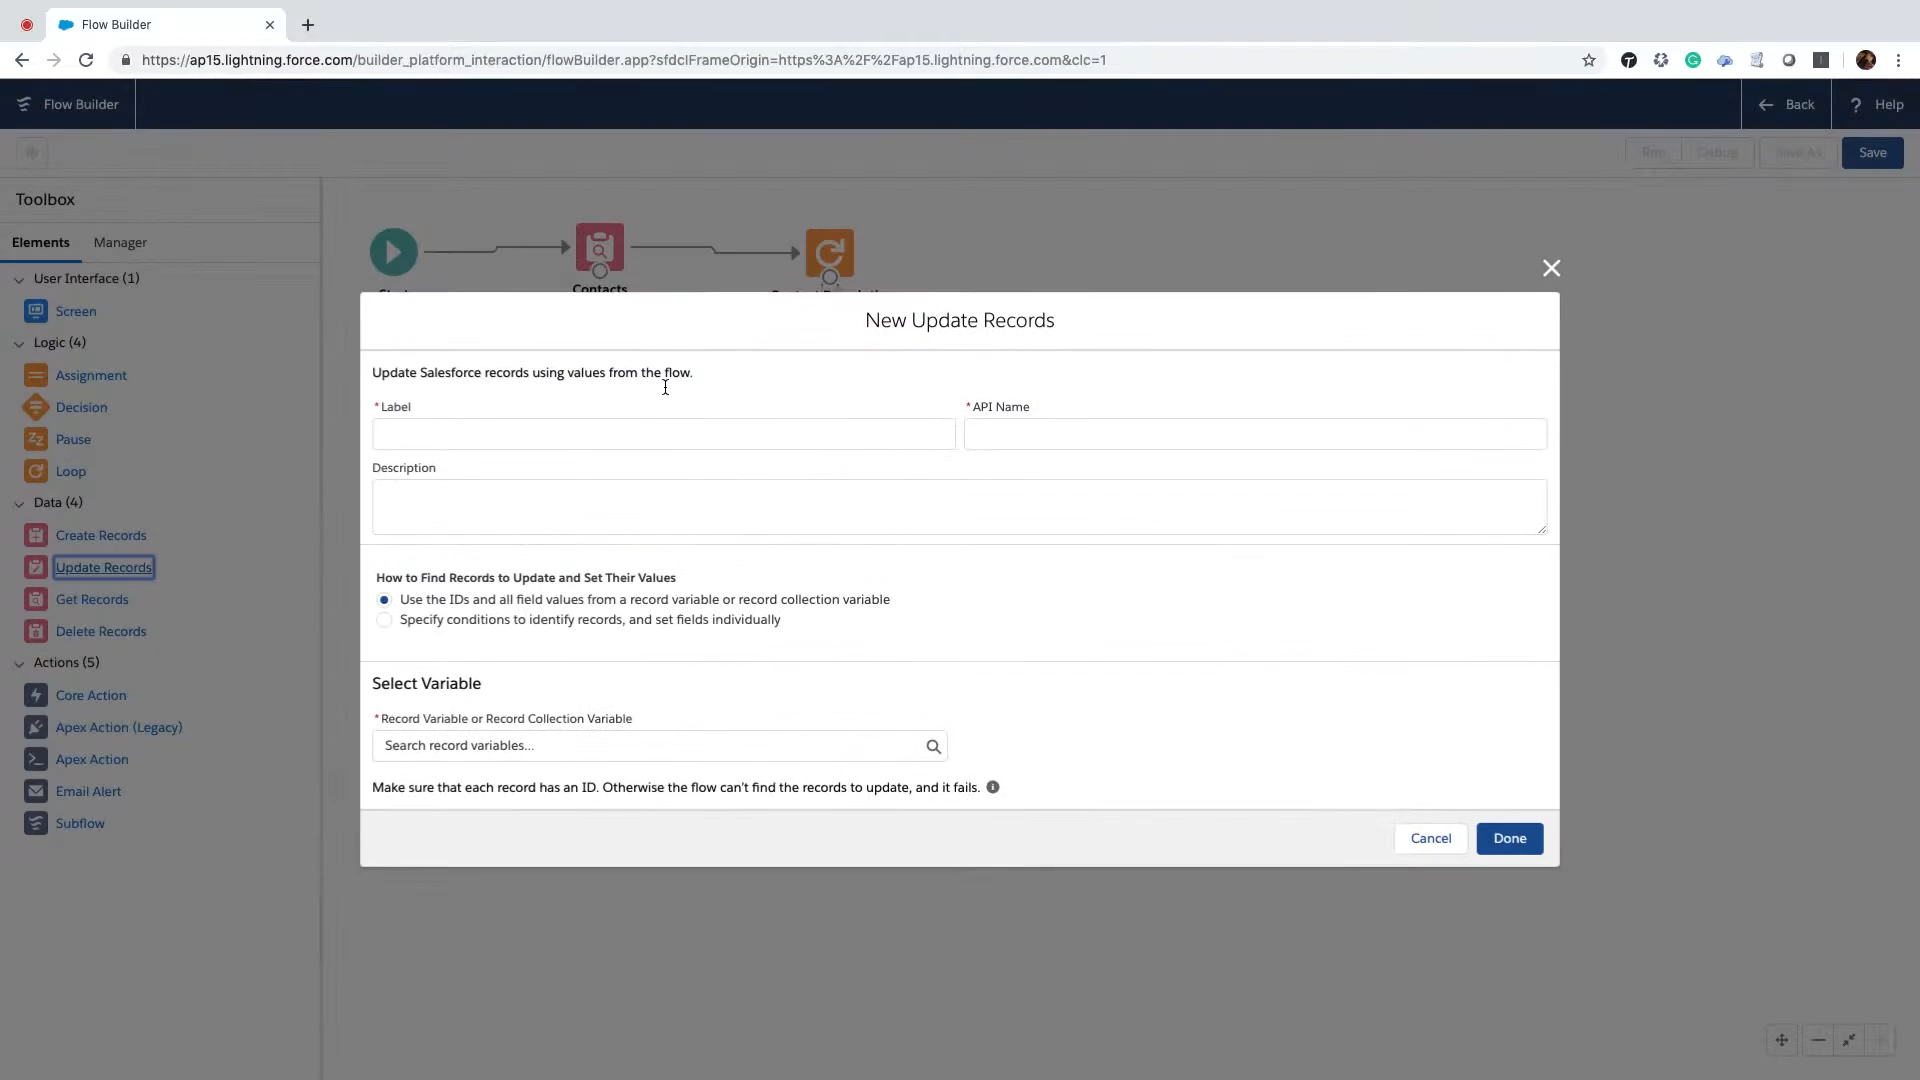 Flow Builder
https://ap15.lightning.force.com/builder_platform_interaction/flowBuilder.app?sfdclFrameOrigin=https%3A%2F%2Fap15.lightning.force.com&clc=1
Flow Builder
Back
? Help
Run
Debug
Save As
Save
Toolbox
Elements
Manager
User Interface (1)
Screen
Logic (4)
Assignment
Decision
Pause
Loop
Data (4)
Create Records
Update Records
Get Records
Delete Records
Actions (5)
Core Action
Apex Action (Legacy)
Apex Action
Email Alert
Subflow
Contacts
New Update Records
Update Salesforce records using values from the flow.
*Label
*API Name
Description
How to Find Records to Update and Set Their Values
Use the IDs and all field values from a record variable or record collection variable
Specify conditions to identify records, and set fields individually
Select Variable
*Record Variable or Record Collection Variable
Search record variables...
Make sure that each record has an ID. Otherwise the flow can't find the records to update, and it fails.
Cancel
Done